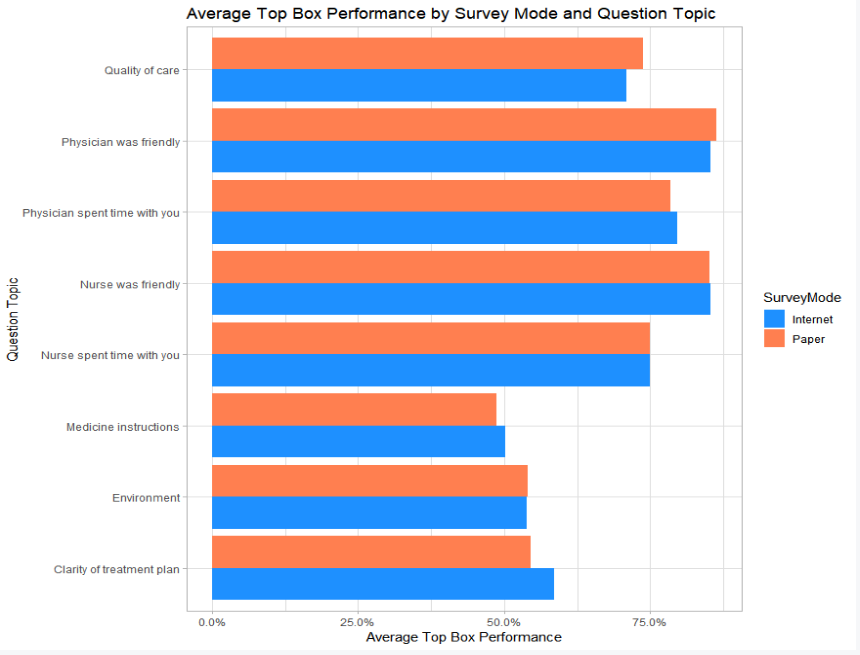 Average Top Box Performance by Survey Mode and Question Topic
Question Topic
Quality of care
Physician was friendly
Physician spent time with you
Nurse was friendly
Nurse spent time with you
Medicine instructions
Environment
Clarity of treatment plan
0.0% 25.0% 50.0% 75.0%
Average Top Box Performance
SurveyMode
Internet
Paper